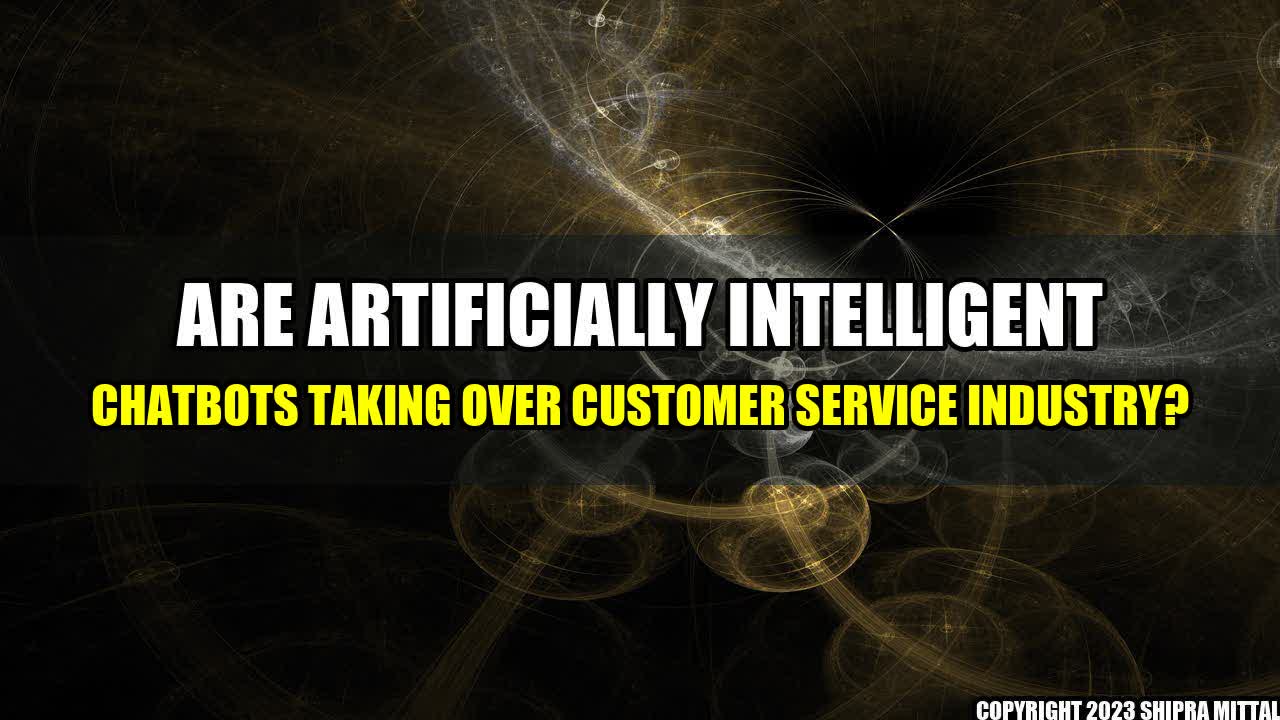 ARE ARTIFICIALLY INTELLIGENT
CHATBOTS TAKING OVER CUSTOMER SERVICE INDUSTRY?
COPYRIGHT 2023 SHIPRA MITTAL